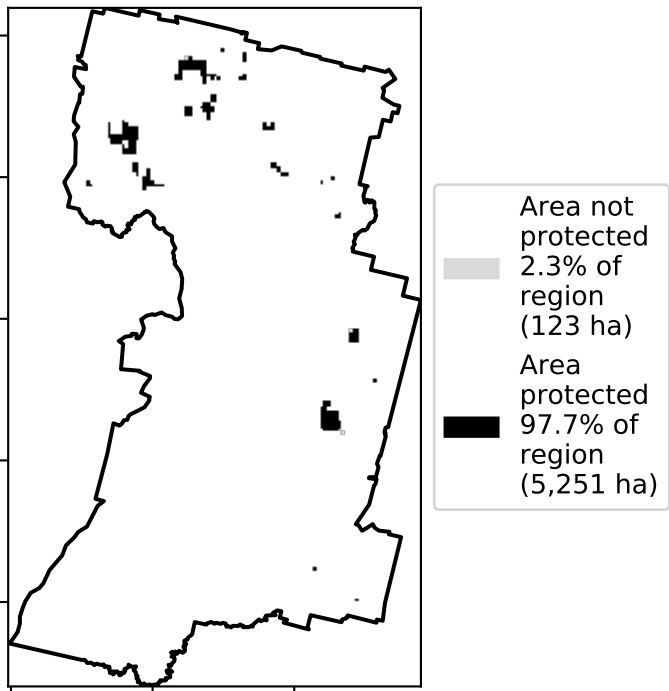 Area not
protected
2.3% of
region
(123 ha)
Area
protected
97.7% of
region
(5,251 ha)